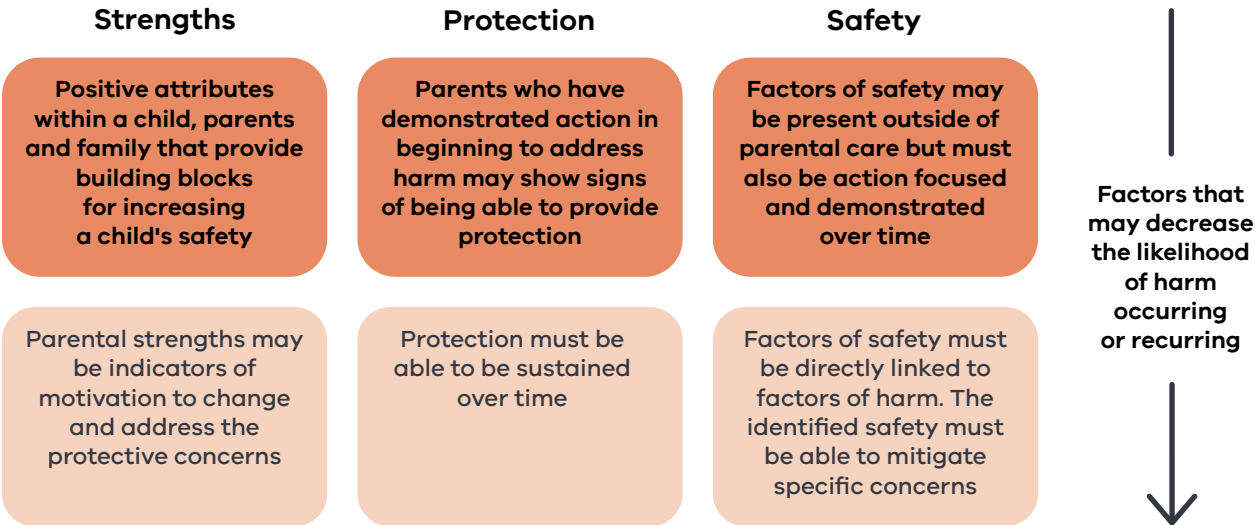 Strengths
Positive attributes
within a child, parents
and family that provide
building blocks
for increasing
a child's safety
Parental strengths may
be indicators of
motivation to change
and address the
protective concerns
Protection
Parents who have
demonstrated action in
beginning to address
harm may show signs
of being able to provide
protection
Protection must be
able to be sustained
over time
Safety
Factors of safety may
be present outside of
parental care but must
also be action focused
and demonstrated
over time
Factors of safety must
be directly linked to
factors of harm. The
identified safety must
be able to mitigate
specific concerns
Factors that
may decrease
the likelihood
of harm
occurring
or recurring